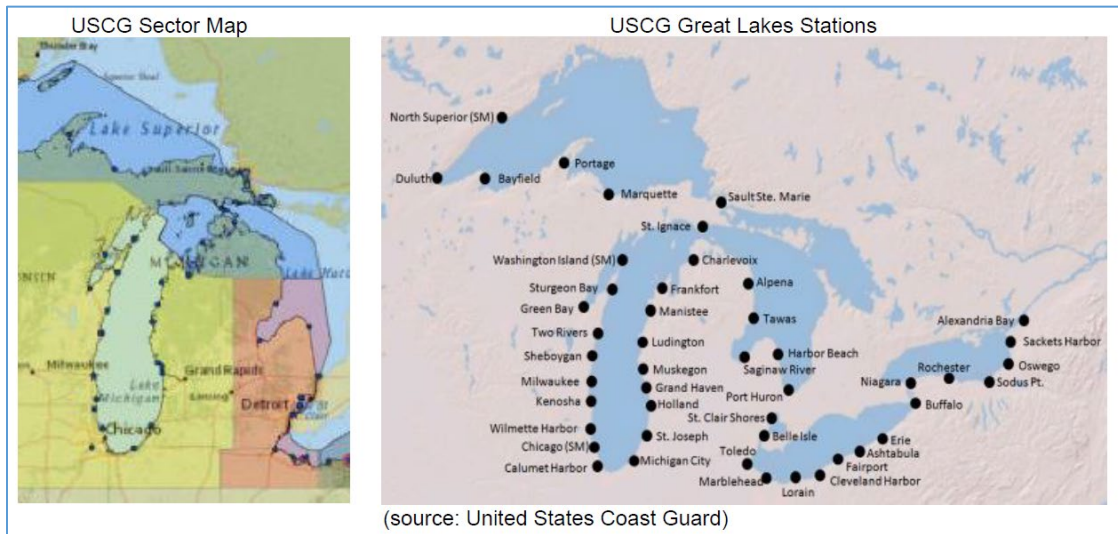 USCG Sector Map
USCG Great Lakes Stations
Thunder Bay
Superior Shoal
Lake Superior
MICHIGAN
Milwaukee
Grand Rapids
Lansing
Lake
Michigan
Detroit
Chicago
North Superior (SM)
Portage
Duluth
Bayfield
Marquette
Sault Ste. Marie
St. Ignace
Washington Island (SM)
Charlevoix
Sturgeon Bay
Frankfort
Alpena
Green Bay
Manistee
Alexandria Bay
Two Rivers
Tawas
Sackets Harbor
Ludington
Sheboygan
Harbor Beach
Oswego
Saginaw River
Rochester
Muskegon
Milwaukee
Niagara
Sodus Pt.
Grand Haven
Port Huron
Kenosha
Holland
Buffalo
St. Clair Shores
Wilmette Harbor
St. Joseph
Belle Isle
Erie
Chicago (SM)
Toledo
Ashtabula
Michigan City
Fairport
Calumet Harbor
Cleveland Harbor
Marblehead
Lorain
(source: United States Coast Guard)